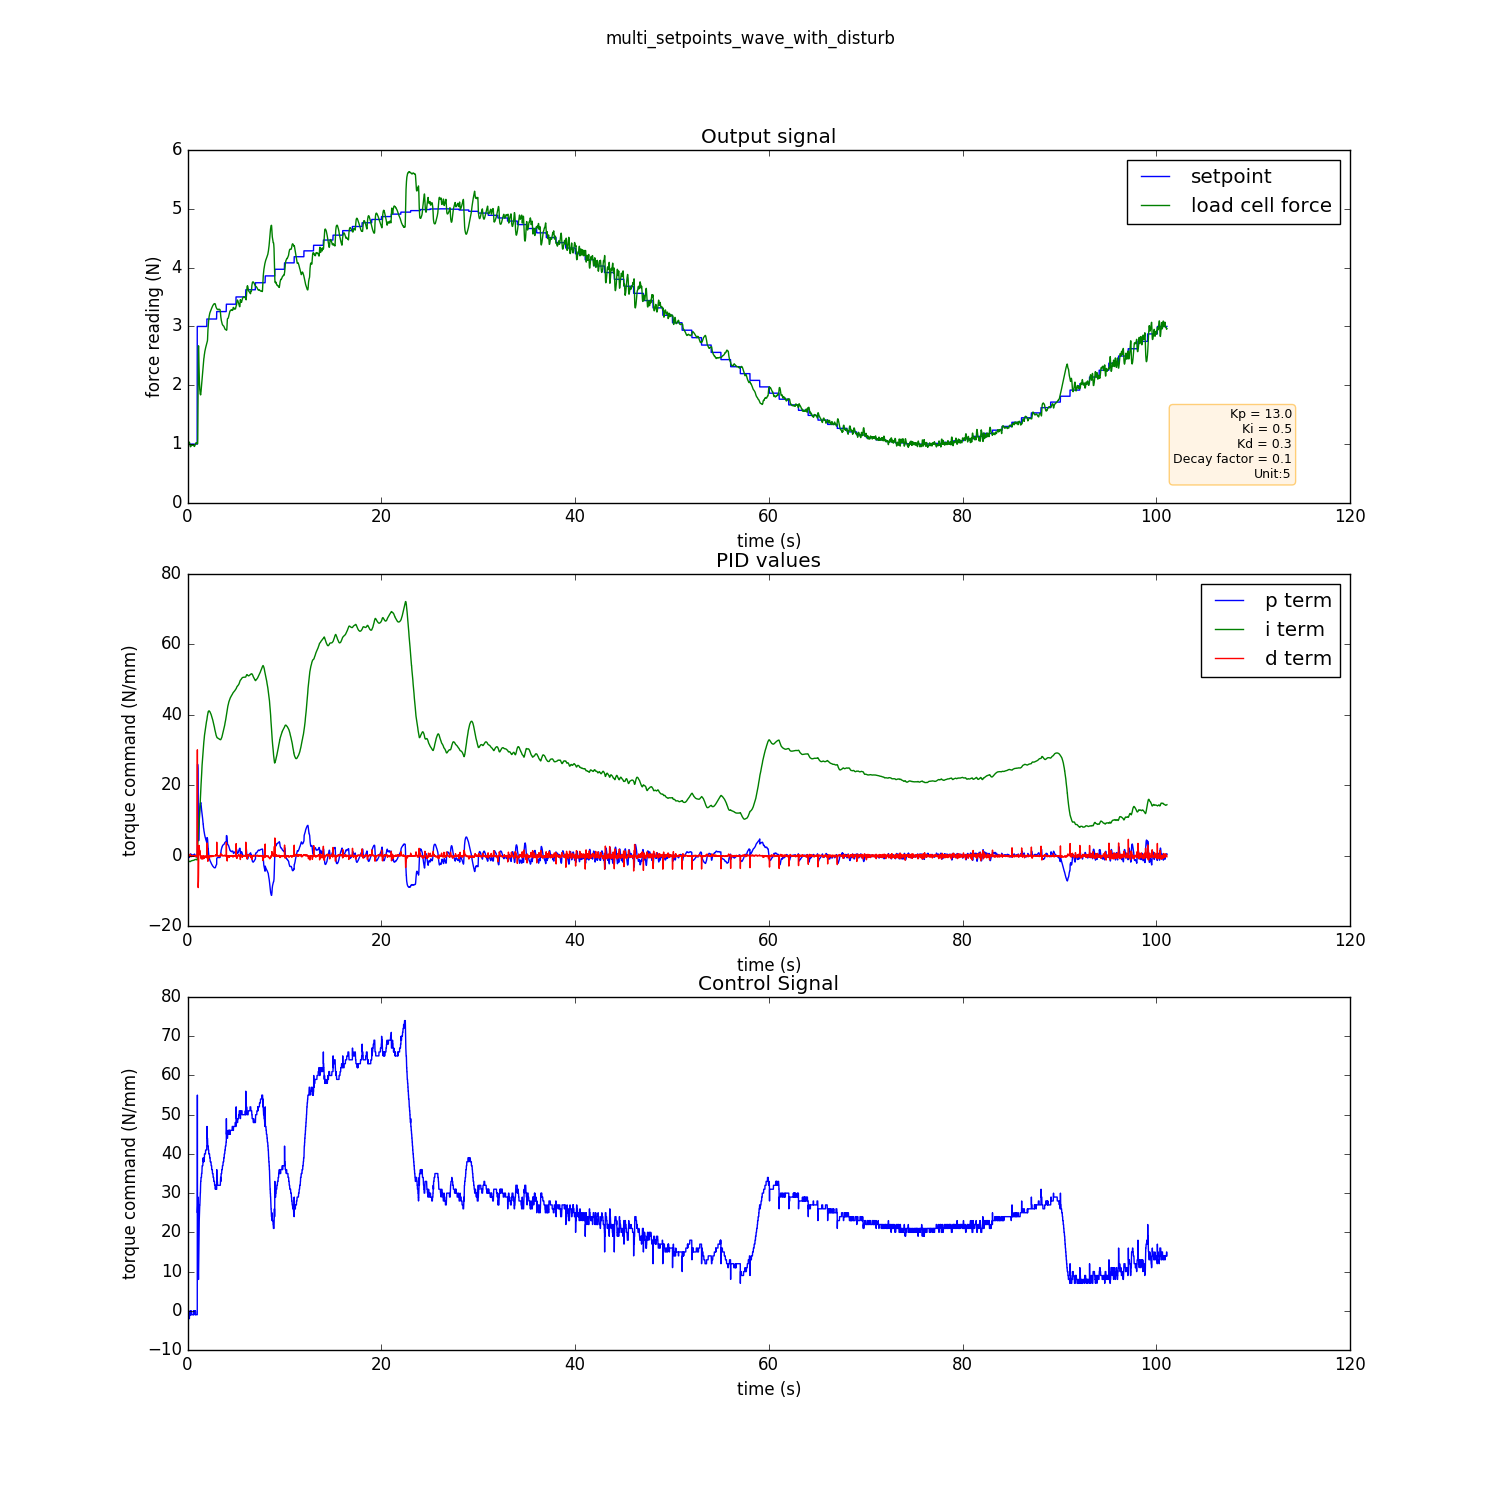 multi_setpoints_wave_with_disturb
Output signal
6
5
4
3
2
1
0
force reading (N)
setpoint
load cell force
Kp = 13.0
Ki = 0.5
Kd = 0.3
Decay factor = 0.1
Unit:5
0 20 40 60 80 100 120
time (s)
PID values
80
60
40
20
0
−20
torque command (N/mm)
p term
i term
d term
0 20 40 60 80 100 120
time (s)
Control Signal
80
70
60
50
40
30
20
10
0
−10
torque command (N/mm)
0 20 40 60 80 100 120
time (s)